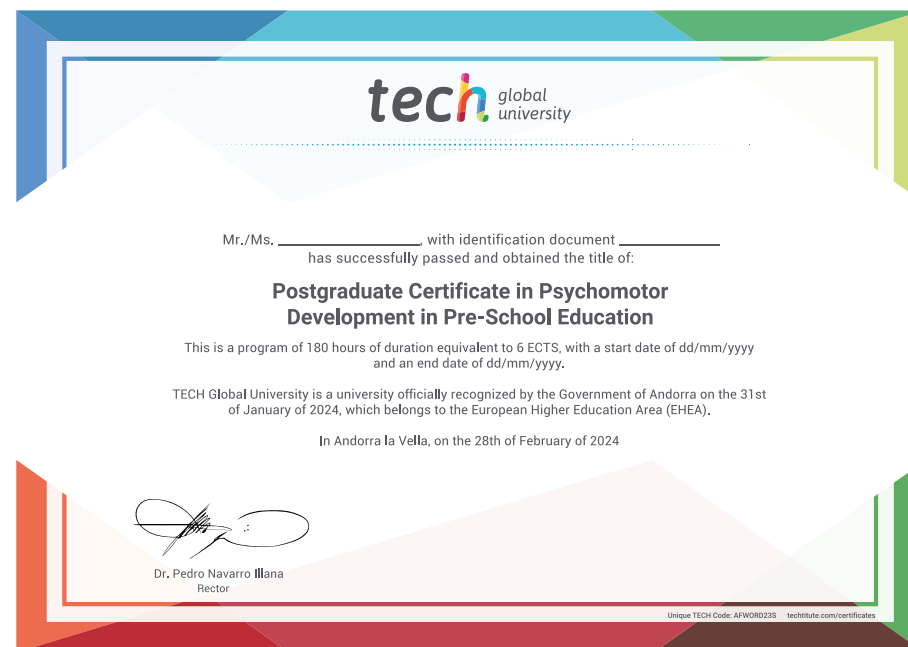 tech global university
Mr./Ms. ____________________, with identification document ______________
has successfully passed and obtained the title of:
Postgraduate Certificate in Psychomotor
Development in Pre-School Education
This is a program of 180 hours of duration equivalent to 6 ECTS, with a start date of dd/mm/yyyy
and an end date of dd/mm/yyyy.
TECH Global University is a university officially recognized by the Government of Andorra on the 31st
of January of 2024, which belongs to the European Higher Education Area (EHEA).
In Andorra la Vella, on the 28th of February of 2024
Dr. Pedro Navarro Illana
Rector
Unique TECH Code: AFWORD23S techtitute.com/certificates